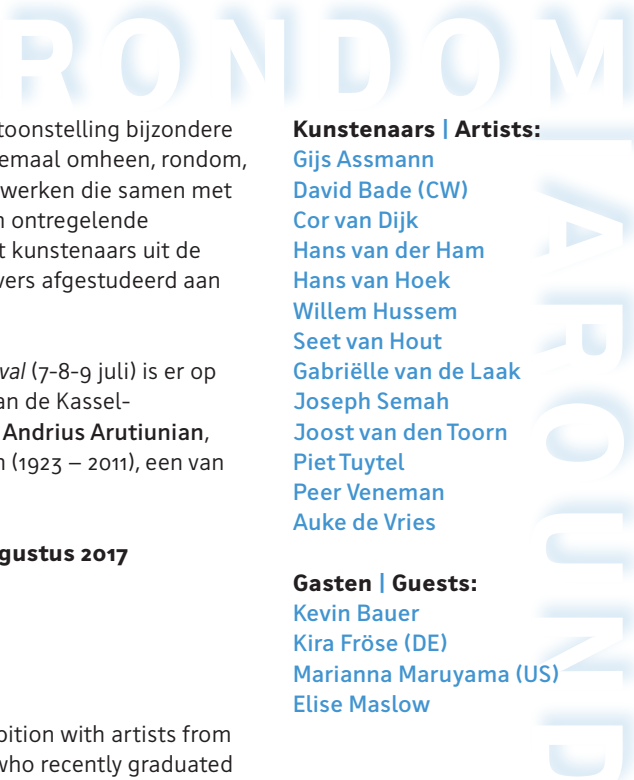 RONDOM
toonstelling bijzondere
emaal omheen, rondom,
werken die samen met
ontregelende
kunstenaars uit de
vers afgestudeerd aan
val (7-8-9 juli) is er op
an de Kassel-
Andrius Arutiunian,
(1923 – 2011), een van
gustus 2017
bition with artists from
who recently graduated
Kunstenaars | Artists:
Gijs Assmann
David Bade (CW)
Cor van Dijk
Hans van der Ham
Hans van Hoek
Willem Hussem
Seet van Hout
Gabriëlle van de Laak
Joseph Semah
Joost van den Toorn
Piet Tuytel
Peer Veneman
Auke de Vries
Gasten | Guests:
Kevin Bauer
Kira Fröse (DE)
Marianna Maruyama (US)
Elise Maslow
AROUND